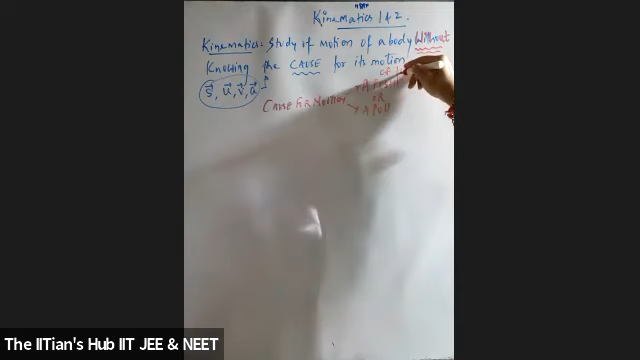 Kinematics 1 & 2.
Kinematics: Study of Motion of a body Without
Knowing the CAUSE for its motion
S⃗, u⃗, v⃗, a⃗
CAUSE FOR MOTION → A PUSH
OR
→ A PULL
The IITian's Hub IIT JEE & NEET